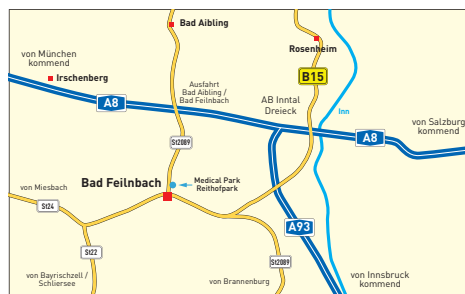 Bad Aibling
Rosenheim
von München
kommend
Irschenberg
B15
A8
Ausfahrt
Bad Aibling /
Bad Feilnbach
AB Inntal
Dreieck
Inn
von Salzburg
kommend
A8
St2089
Bad Feilnbach
Medical Park
Reithofpark
von Miesbach
St24
A93
St22
St2089
von Bayrischzell /
Schliersee
von Brannenburg
von Innsbruck
kommend